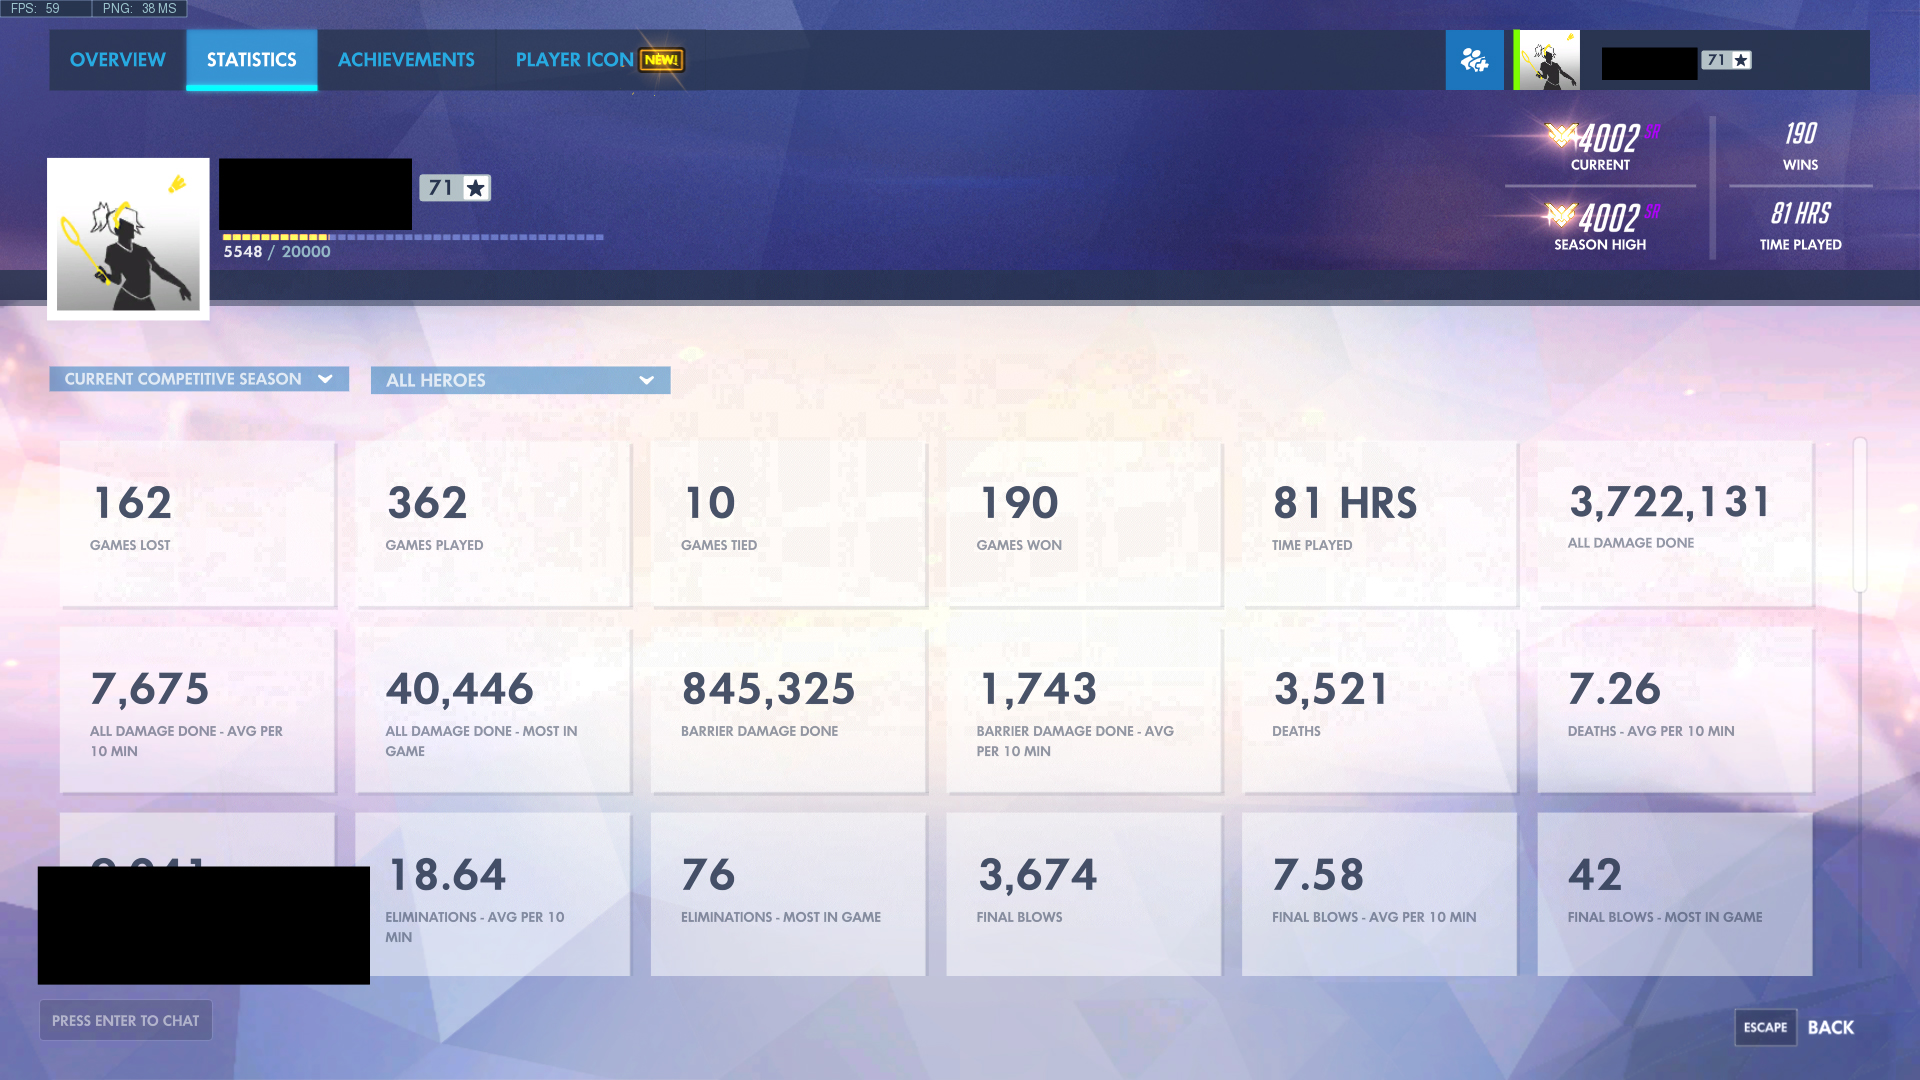 FPS: 59 PNG: 38 MS
OVERVIEW STATISTICS ACHIEVEMENTS PLAYER ICON NEW! 71
4002 SR 190
CURRENT WINS
71
4002 SR 81 HRS
SEASON HIGH TIME PLAYED
5548 / 20000
CURRENT COMPETITIVE SEASON ALL HEROES
162 362 10 190 81 HRS 3,722,131
GAMES LOST GAMES PLAYED GAMES TIED GAMES WON TIME PLAYED ALL DAMAGE DONE
7,675 40,446 845,325 1,743 3,521 7.26
ALL DAMAGE DONE - AVG PER ALL DAMAGE DONE - MOST IN BARRIER DAMAGE DONE BARRIER DAMAGE DONE - AVG DEATHS DEATHS - AVG PER 10 MIN
10 MIN GAME PER 10 MIN
18.64 76 3,674 7.58 42
ELIMINATIONS - AVG PER 10 ELIMINATIONS - MOST IN GAME FINAL BLOWS FINAL BLOWS - AVG PER 10 MIN FINAL BLOWS - MOST IN GAME
MIN
PRESS ENTER TO CHAT ESCAPE BACK